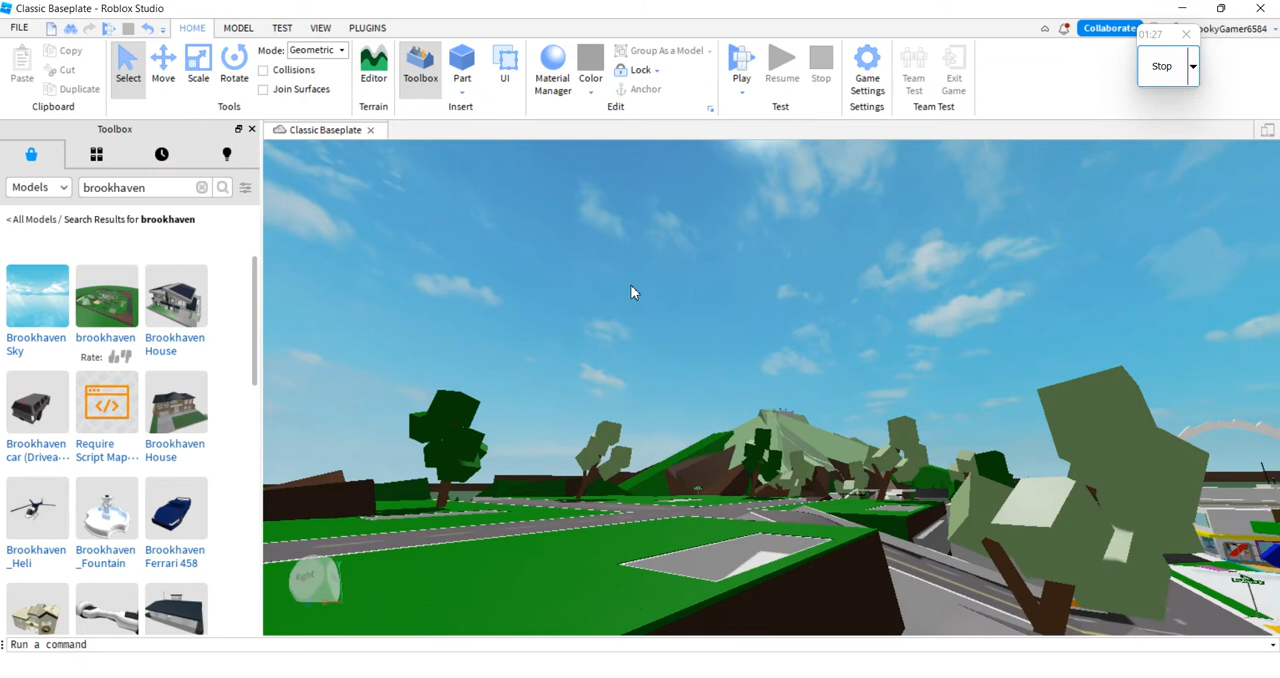 Classic Baseplate - Roblox Studio
FILE HOME MODEL TEST VIEW PLUGINS Collaborate ookyGamer6584
01:27
Stop
Paste Copy Cut Duplicate
Clipboard
Select Move Scale Rotate
Mode: Geometric
Collisions
Join Surfaces
Tools
Editor
Terrain
Toolbox Part UI
Insert
Material Manager
Color
Group As a Model
Lock
Anchor
Edit
Play Resume Stop
Test
Game Settings
Settings
Team Test
Exit Game
Team Test
Toolbox
Classic Baseplate
Models brookhaven
< All Models / Search Results for brookhaven
Brookhaven Sky
brookhaven
Rate:
Brookhaven House
Brookhaven car (Drivea...
Require Script Map...
Brookhaven House
Brookhaven _Heli
Brookhaven _Fountain
Brookhaven Ferrari 458
Right
Run a command